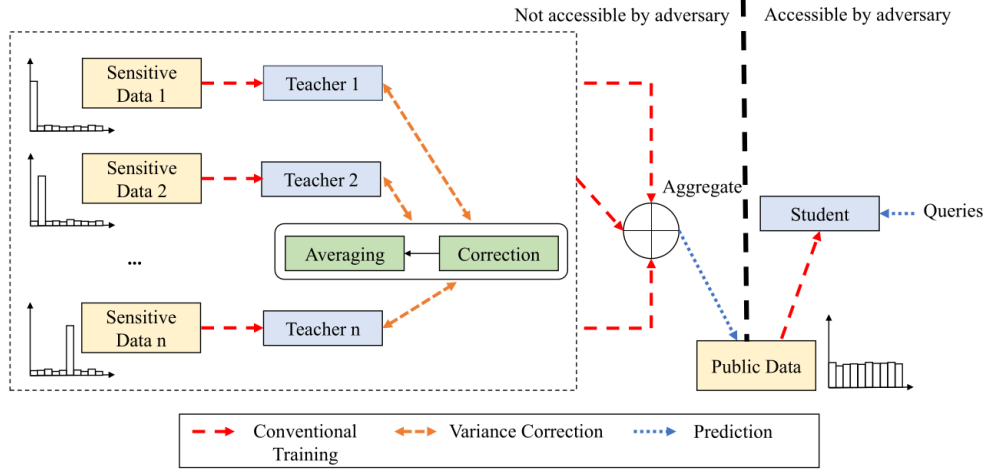 Not accessible by adversary
Accessible by adversary
Sensitive
Data 1
Teacher 1
Sensitive
Data 2
Teacher 2
Aggregate
Student
Queries
Averaging
Correction
...
Sensitive
Data n
Teacher n
Public Data
Conventional
Training
Variance Correction
Prediction